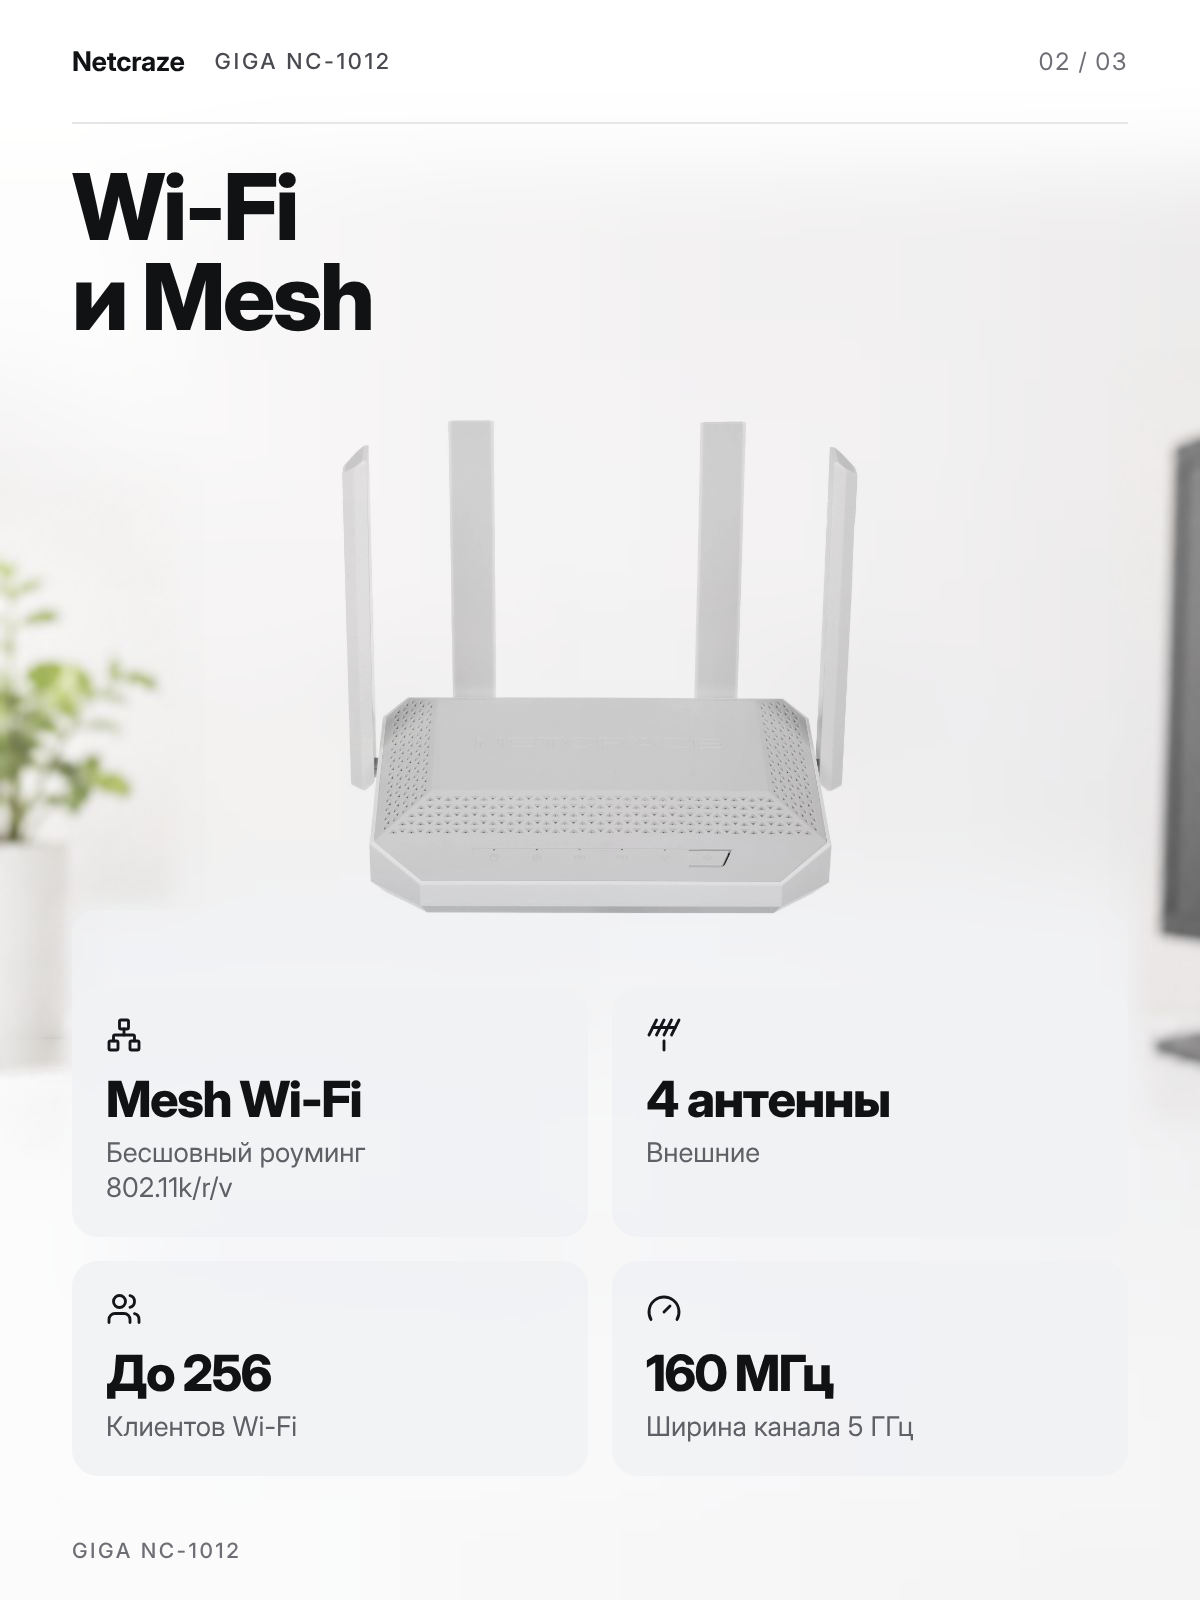 Netcraze GIGA NC-1012 02 / 03
Wi-Fi
и Mesh
Mesh Wi-Fi
Бесшовный роуминг
802.11k/r/v
4 антенны
Внешние
До 256
Клиентов Wi-Fi
160 МГц
Ширина канала 5 ГГц
GIGA NC-1012